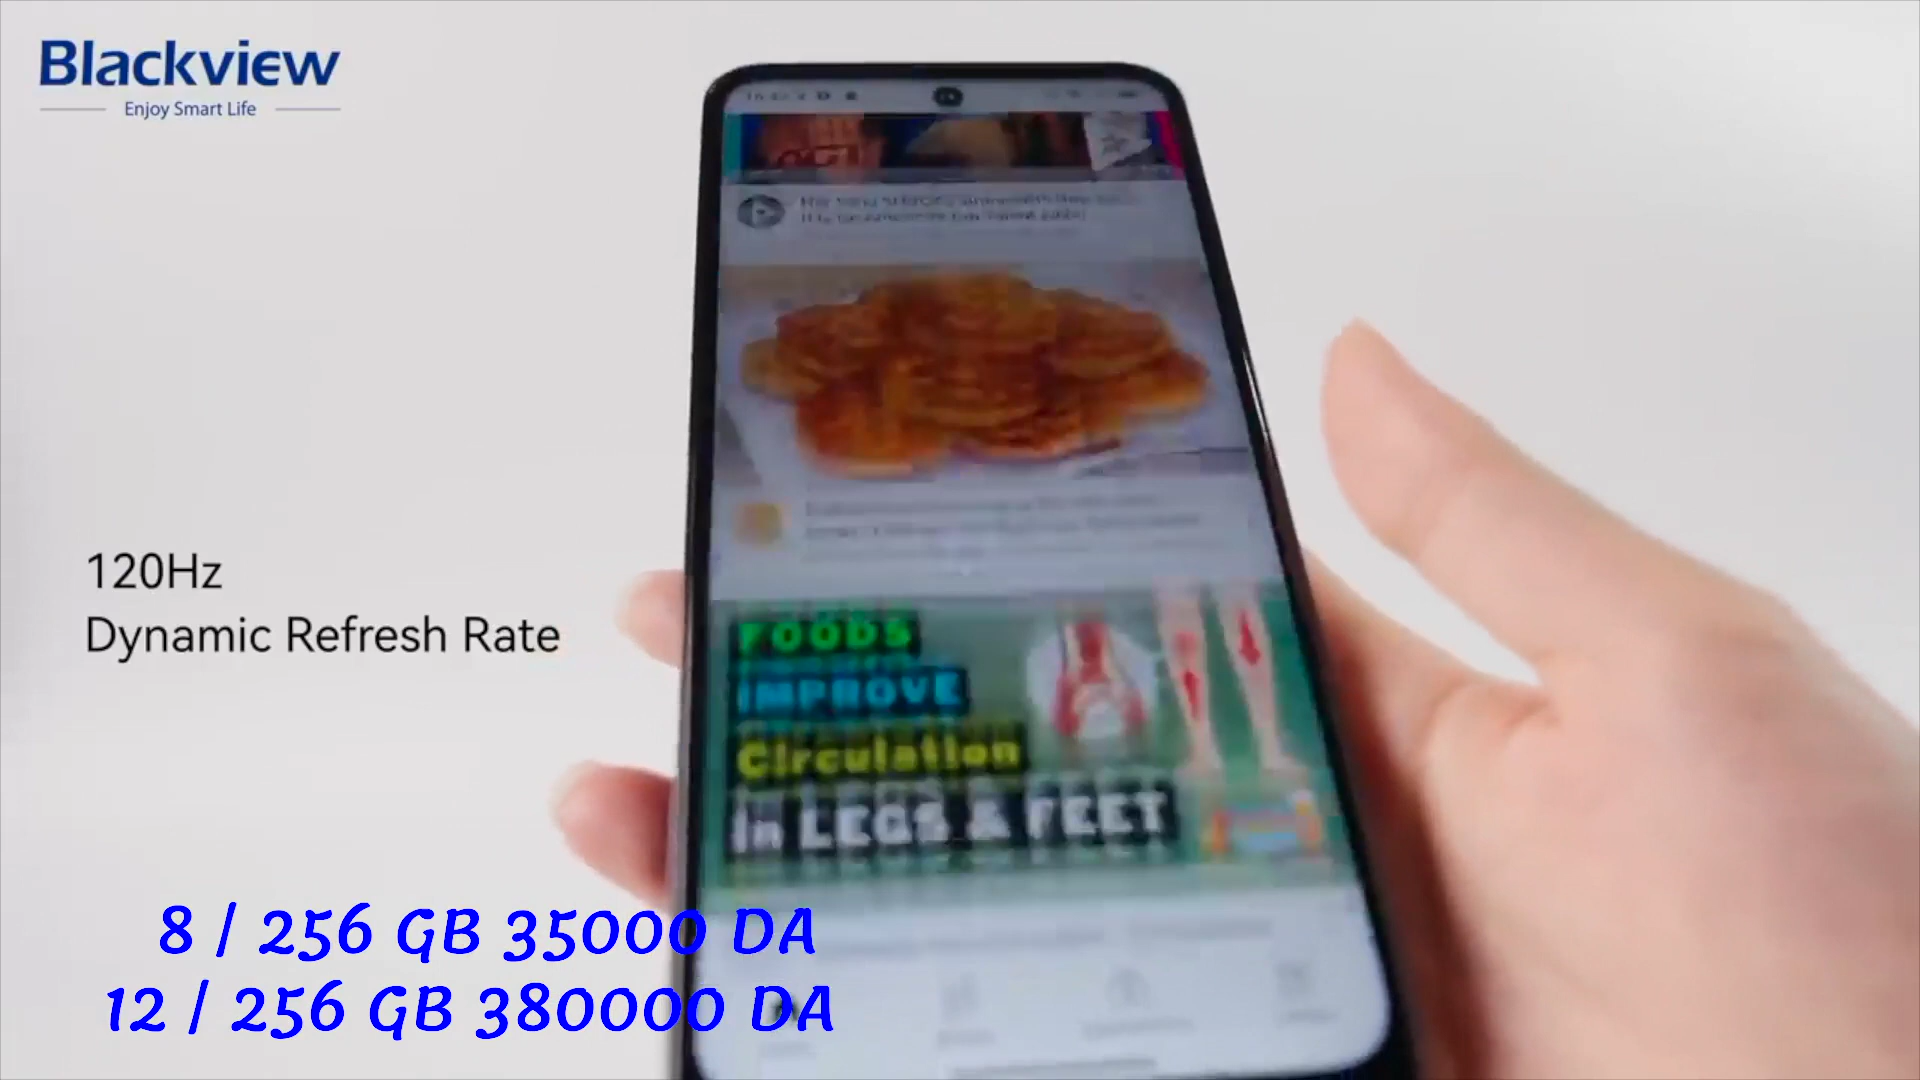 Blackview
Enjoy Smart Life
120Hz
Dynamic Refresh Rate
FOODS
IMPROVE
Circulation
in LEGS & FEET
8 / 256 GB 35000 DA
12 / 256 GB 380000 DA